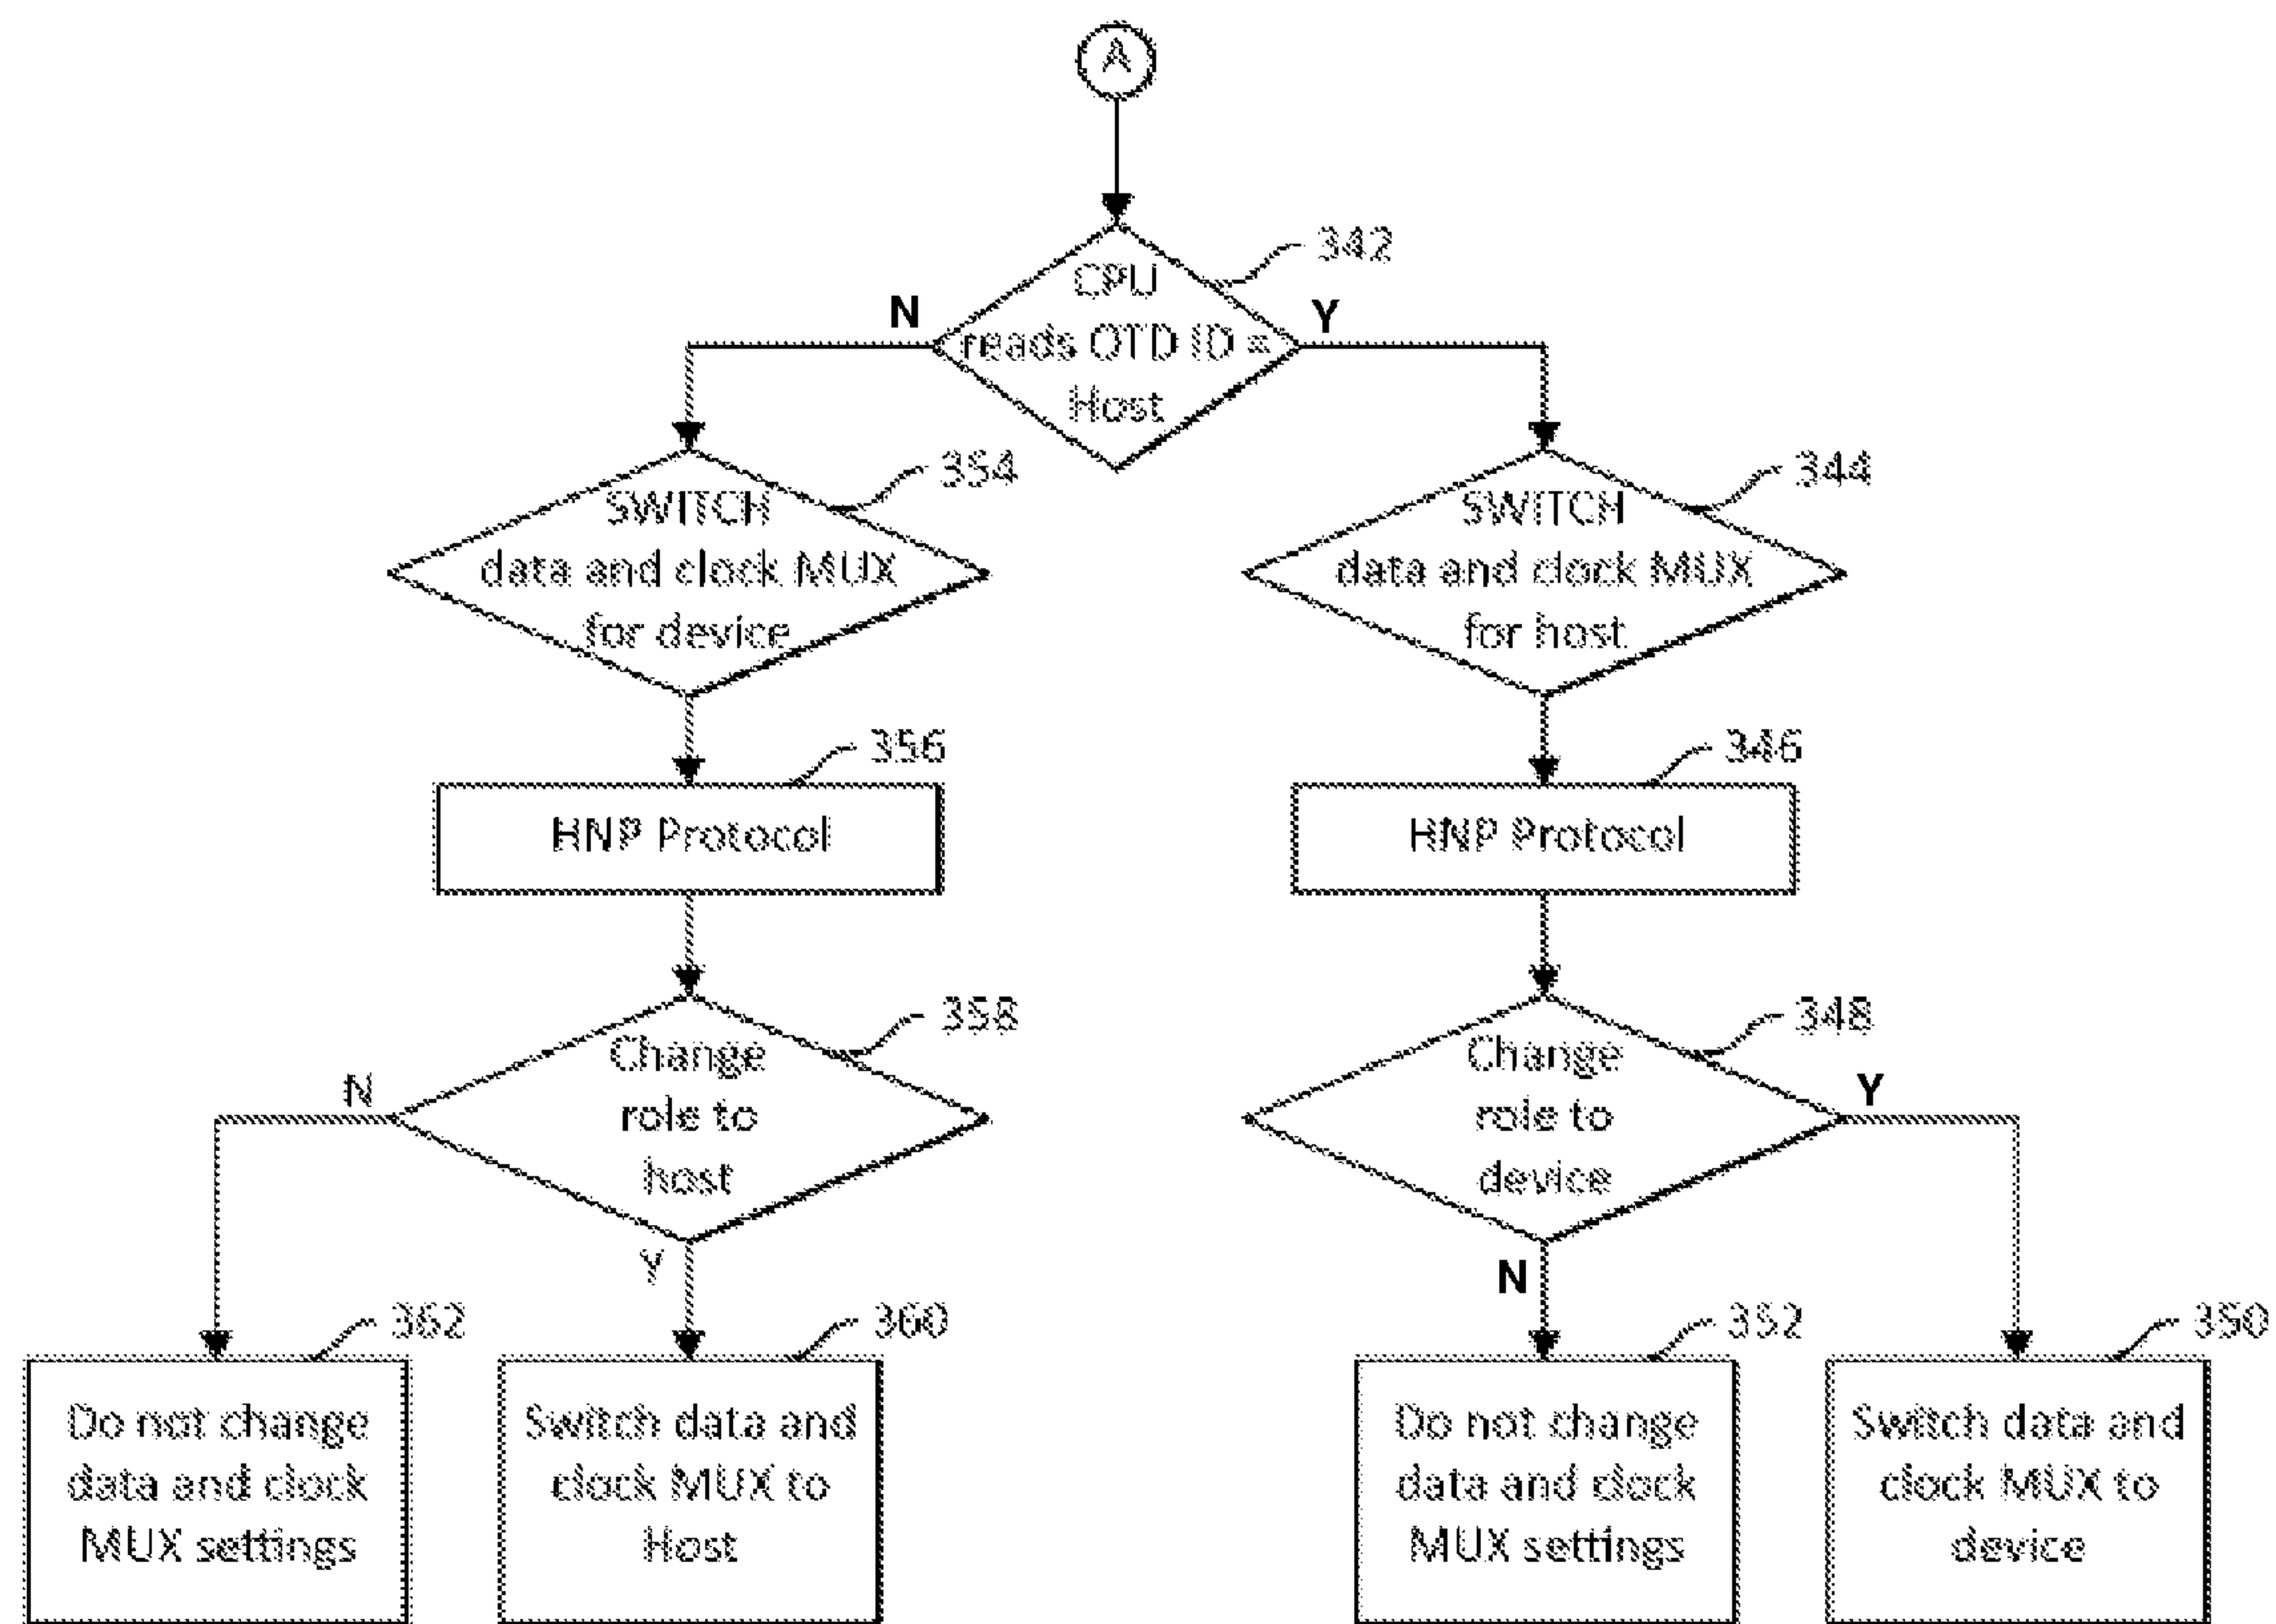 A
342
CPU
reads OTD ID =
Host
N
Y
354
SWITCH
data and clock MUX
for device
344
SWITCH
data and clock MUX
for host
356
HNP Protocol
346
HNP Protocol
358
Change
role to
host
N
Y
348
Change
role to
device
Y
N
362
Do not change
data and clock
MUX settings
360
Switch data and
clock MUX to
Host
352
Do not change
data and clock
MUX settings
350
Switch data and
clock MUX to
device